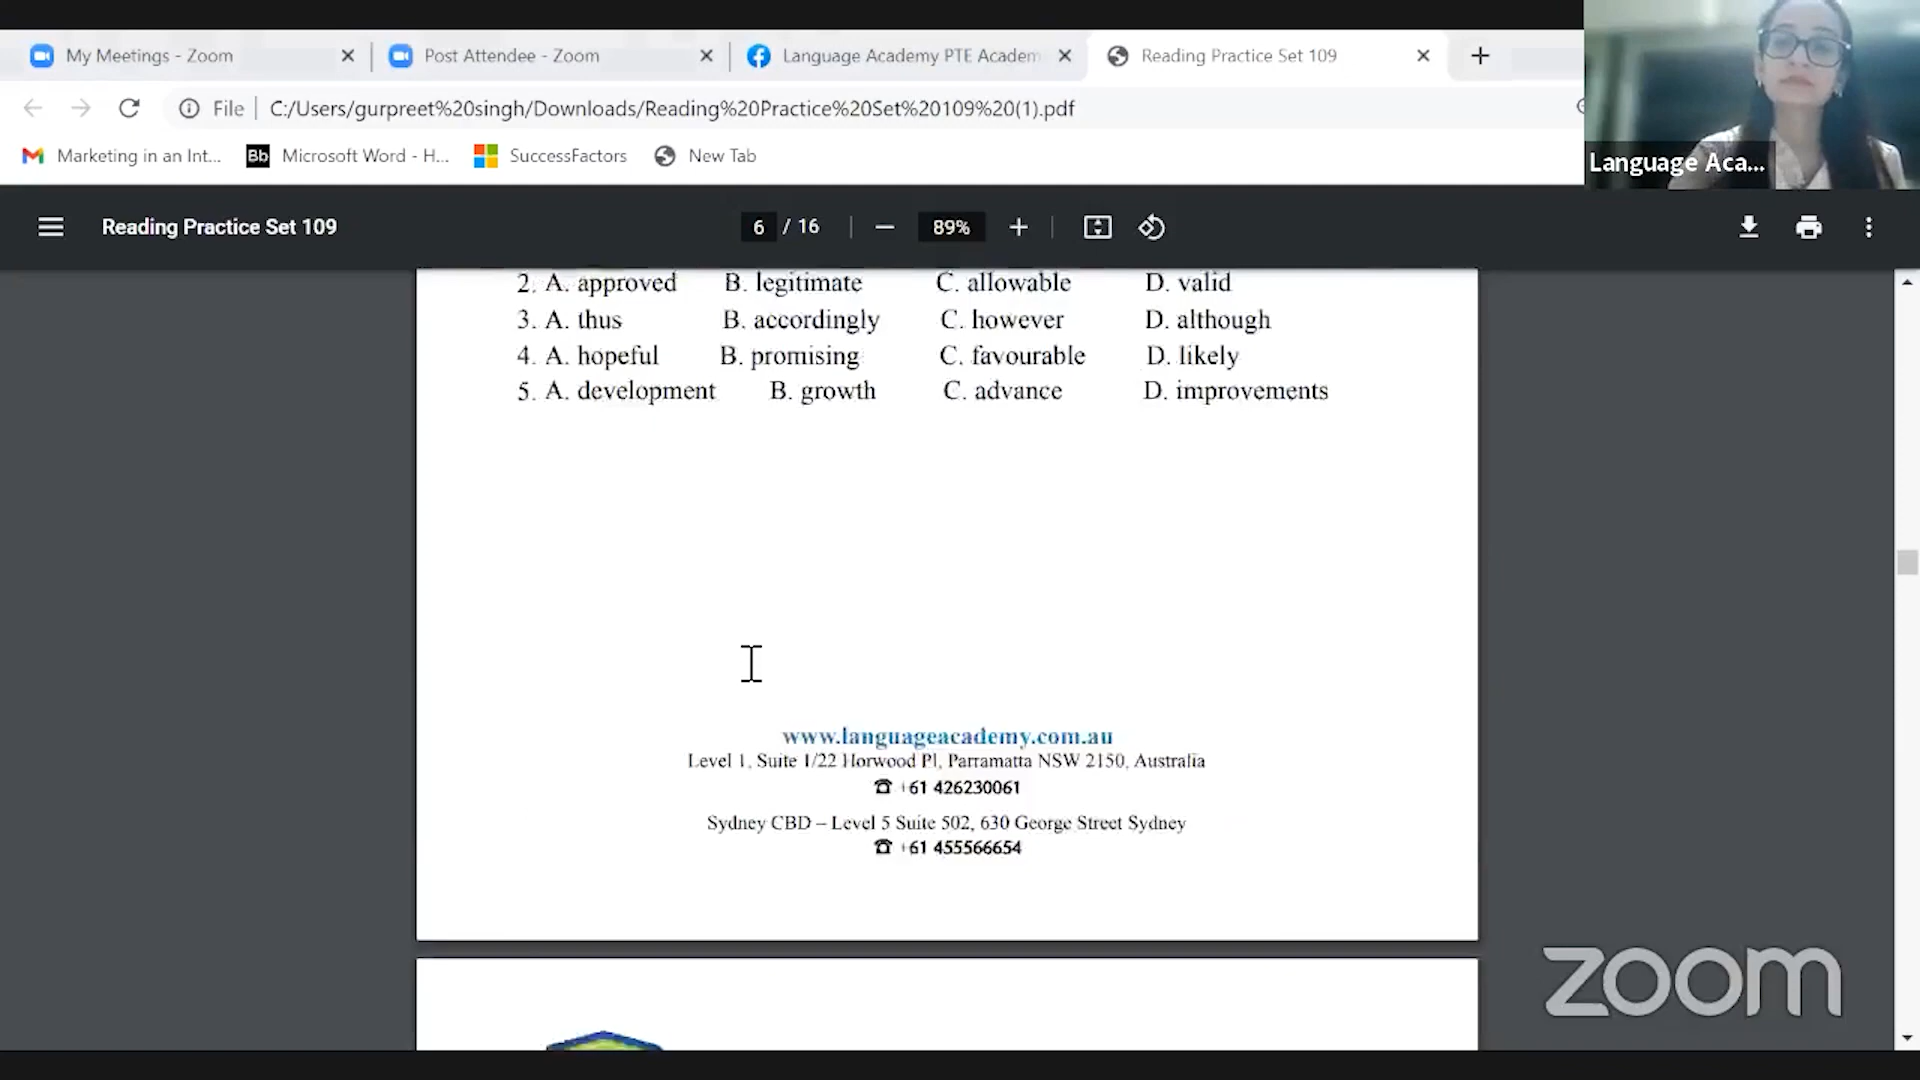 My Meetings - Zoom
Post Attendee - Zoom
Language Academy PTE Academ
Reading Practice Set 109
File
C:/Users/gurpreet%20singh/Downloads/Reading%20Practice%20Set%20109%20(1).pdf
Marketing in an Int...
Bb Microsoft Word - H...
SuccessFactors
New Tab
Language Aca...
Reading Practice Set 109
6 / 16
89%
2. A. approved B. legitimate C. allowable D. valid
3. A. thus B. accordingly C. however D. although
4. A. hopeful B. promising C. favourable D. likely
5. A. development B. growth C. advance D. improvements
www.languageacademy.com.au
Level 1, Suite 1/22 Horwood Pl, Parramatta NSW 2150, Australia
☎ +61 426230061
Sydney CBD – Level 5 Suite 502, 630 George Street Sydney
☎ +61 455566654
zoom